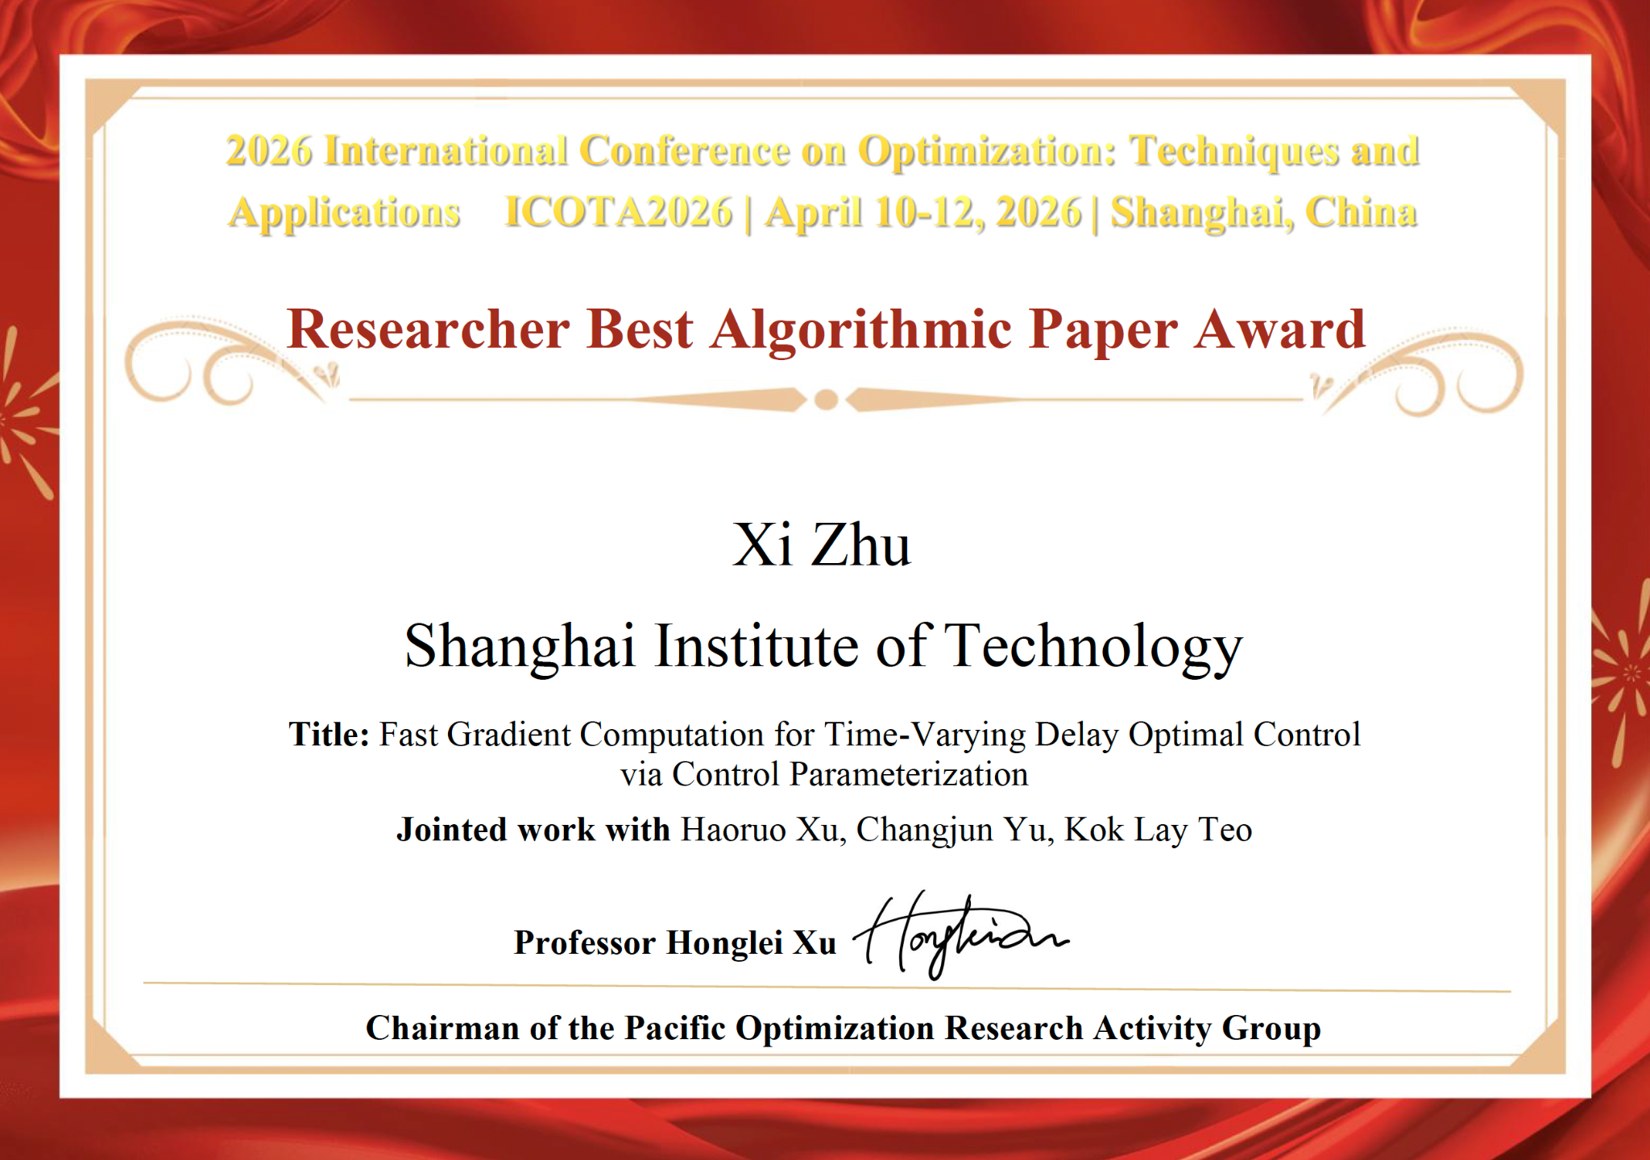 2026 International Conference on Optimization: Techniques and
Applications ICOTA2026 | April 10-12, 2026 | Shanghai, China
Researcher Best Algorithmic Paper Award
Xi Zhu
Shanghai Institute of Technology
Title: Fast Gradient Computation for Time-Varying Delay Optimal Control
via Control Parameterization
Jointed work with Haoruo Xu, Changjun Yu, Kok Lay Teo
Professor Honglei Xu
Chairman of the Pacific Optimization Research Activity Group